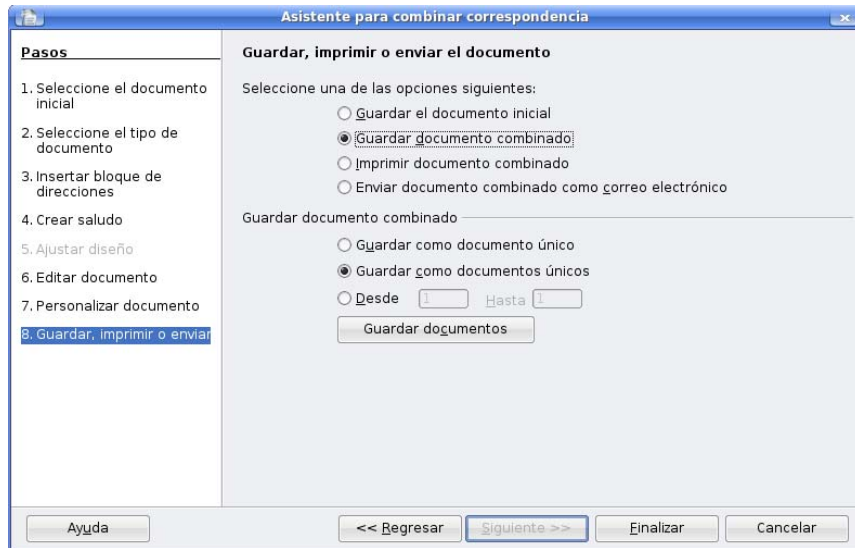 Asistente para combinar correspondencia
Pasos
1. Seleccione el documento
inicial
2. Seleccione el tipo de
documento
3. Insertar bloque de
direcciones
4. Crear saludo
5. Ajustar diseño
6. Editar documento
7. Personalizar documento
8. Guardar, imprimir o enviar
Guardar, imprimir o enviar el documento
Seleccione una de las opciones siguientes:
Guardar el documento inicial
Guardar documento combinado
Imprimir documento combinado
Enviar documento combinado como correo electrónico
Guardar documento combinado
Guardar como documento único
Guardar como documentos únicos
Desde 1 Hasta 1
Guardar documentos
Ayuda << Regresar Siguiente >> Finalizar Cancelar